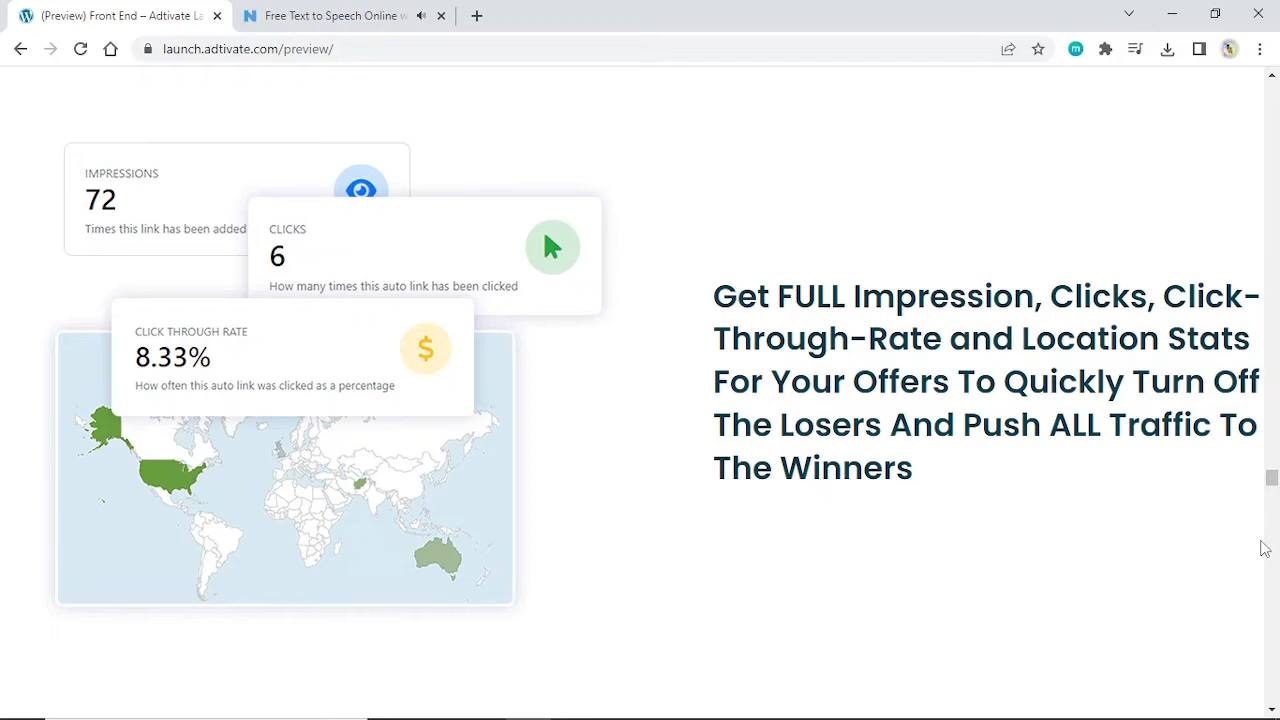 (Preview) Front End – Adtivate La
Free Text to Speech Online w
launch.adtivate.com/preview/
m
IMPRESSIONS
72
Times this link has been added
CLICKS
6
How many times this auto link has been clicked
CLICK THROUGH RATE
8.33%
$
How often this auto link was clicked as a percentage
Get FULL Impression, Clicks, Click-
Through-Rate and Location Stats
For Your Offers To Quickly Turn Off
The Losers And Push ALL Traffic To
The Winners